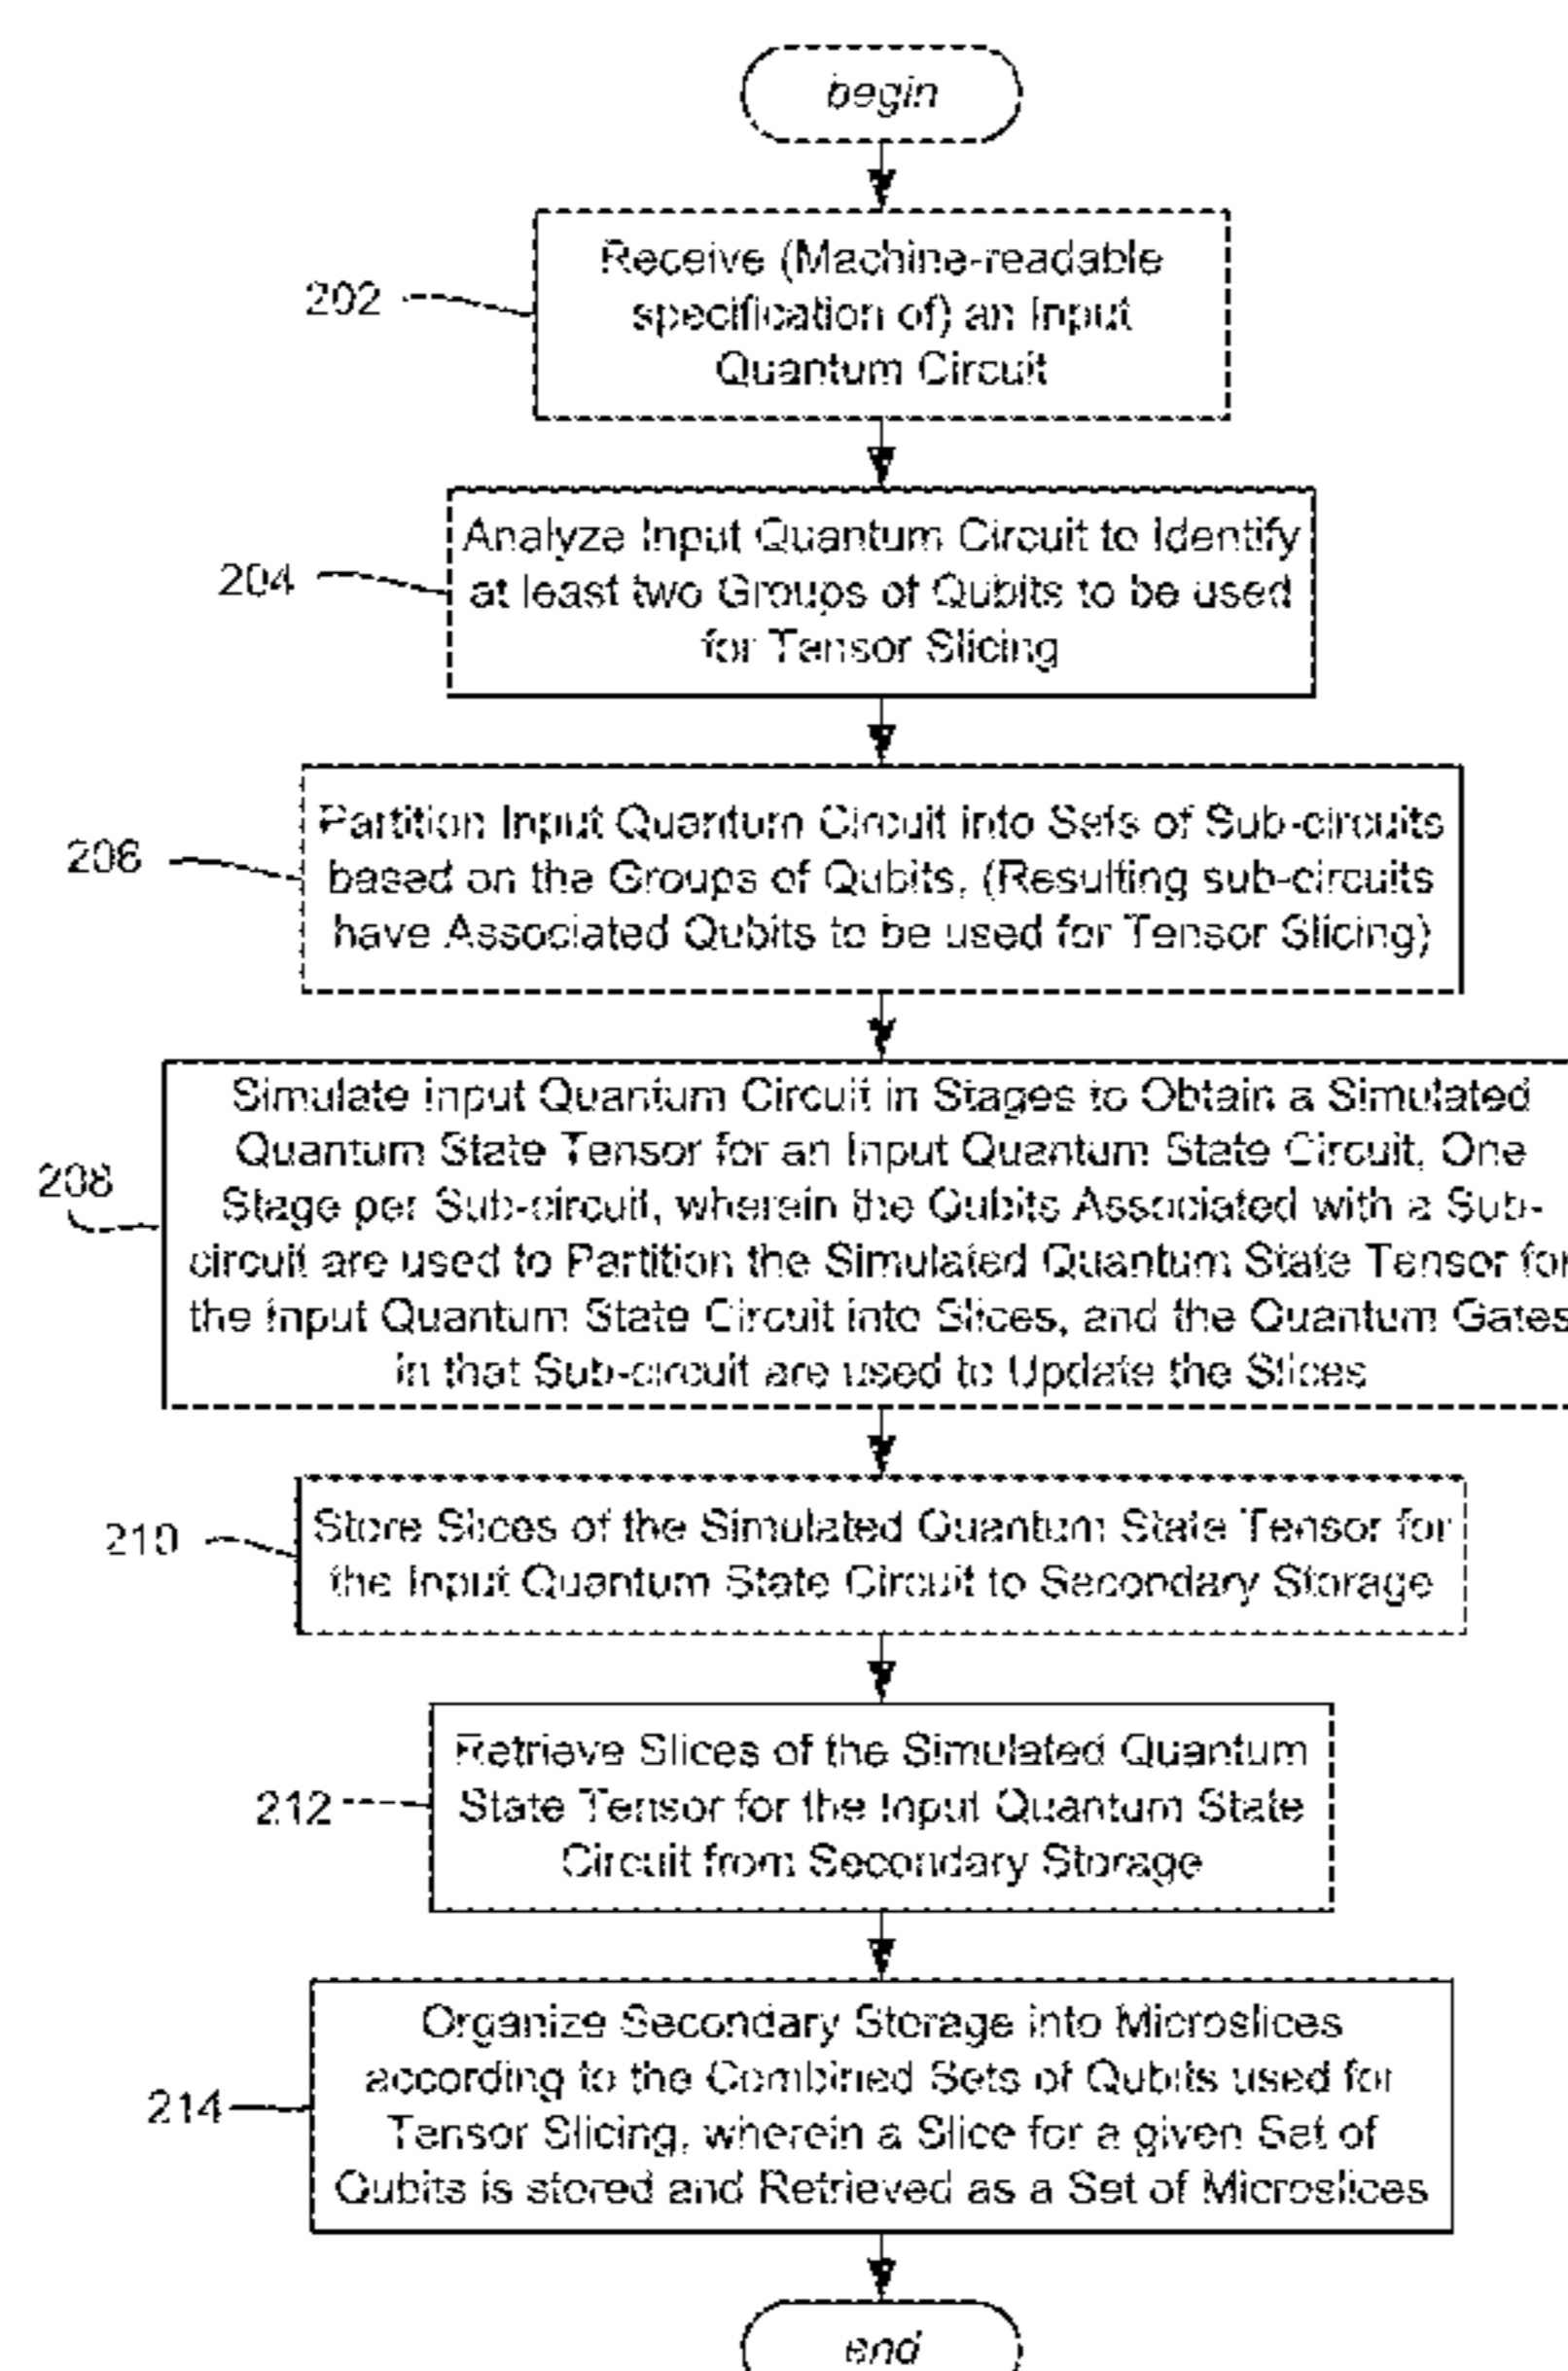 begin
202
Receive (Machine-readable
specification of) an Input
Quantum Circuit
204
Analyze Input Quantum Circuit to Identify
at least two Groups of Qubits to be used
for Tensor Slicing
206
Partition Input Quantum Circuit into Sets of Sub-circuits
based on the Groups of Qubits, (Resulting sub-circuits
have Associated Qubits to be used for Tensor Slicing)
208
Simulate input Quantum Circuit in Stages to Obtain a Simulated
Quantum State Tensor for an Input Quantum State Circuit, One
Stage per Sub-circuit, wherein the Qubits Associated with a Sub-
circuit are used to Partition the Simulated Quantum State Tensor for
the Input Quantum State Circuit into Slices, and the Quantum Gates
in that Sub-circuit are used to Update the Slices
210
Store Slices of the Simulated Quantum State Tensor for
the Input Quantum State Circuit to Secondary Storage
212
Retrieve Slices of the Simulated Quantum
State Tensor for the Input Quantum State
Circuit from Secondary Storage
214
Organize Secondary Storage into Microslices
according to the Combined Sets of Qubits used for
Tensor Slicing, wherein a Slice for a given Set of
Qubits is stored and Retrieved as a Set of Microslices
end